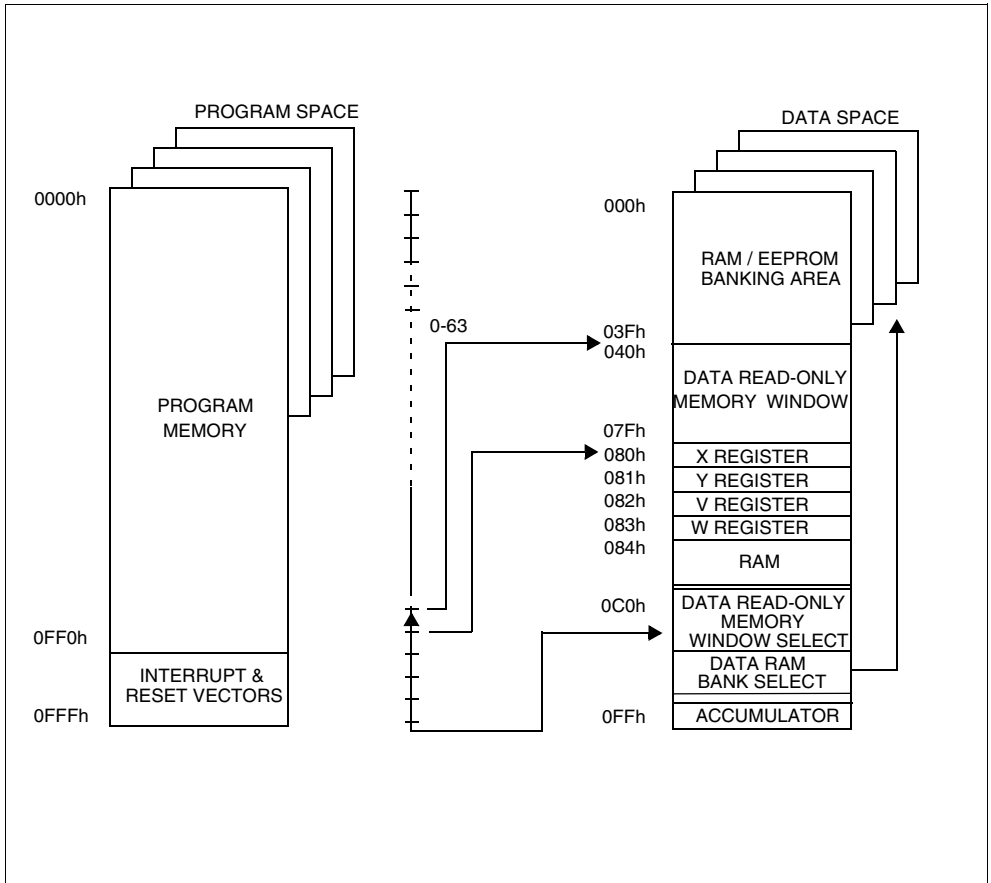 PROGRAM SPACE
0000h
PROGRAM
MEMORY
0FF0h
INTERRUPT &
RESET VECTORS
0FFFh
0-63
DATA SPACE
000h
RAM / EEPROM
BANKING AREA
03Fh
040h
DATA READ-ONLY
MEMORY WINDOW
07Fh
080h
X REGISTER
081h
Y REGISTER
082h
V REGISTER
083h
W REGISTER
084h
RAM
0C0h
DATA READ-ONLY
MEMORY
WINDOW SELECT
DATA RAM
BANK SELECT
0FFh
ACCUMULATOR